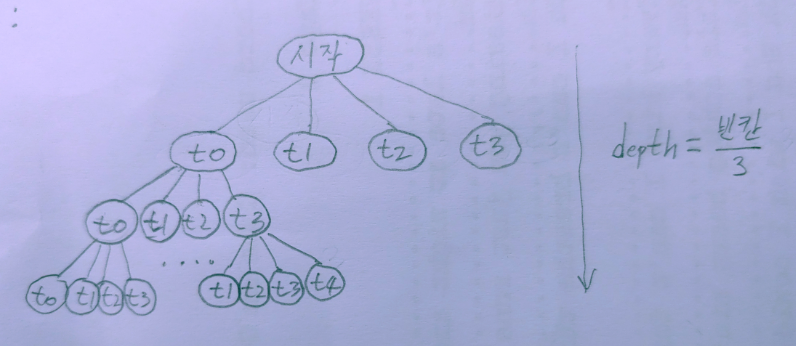 시작
t0 t1 t2 t3
depth = 빈칸/3
t0 t1 t2 t3
....
t0 t1 t2 t3 t1 t2 t3 t4